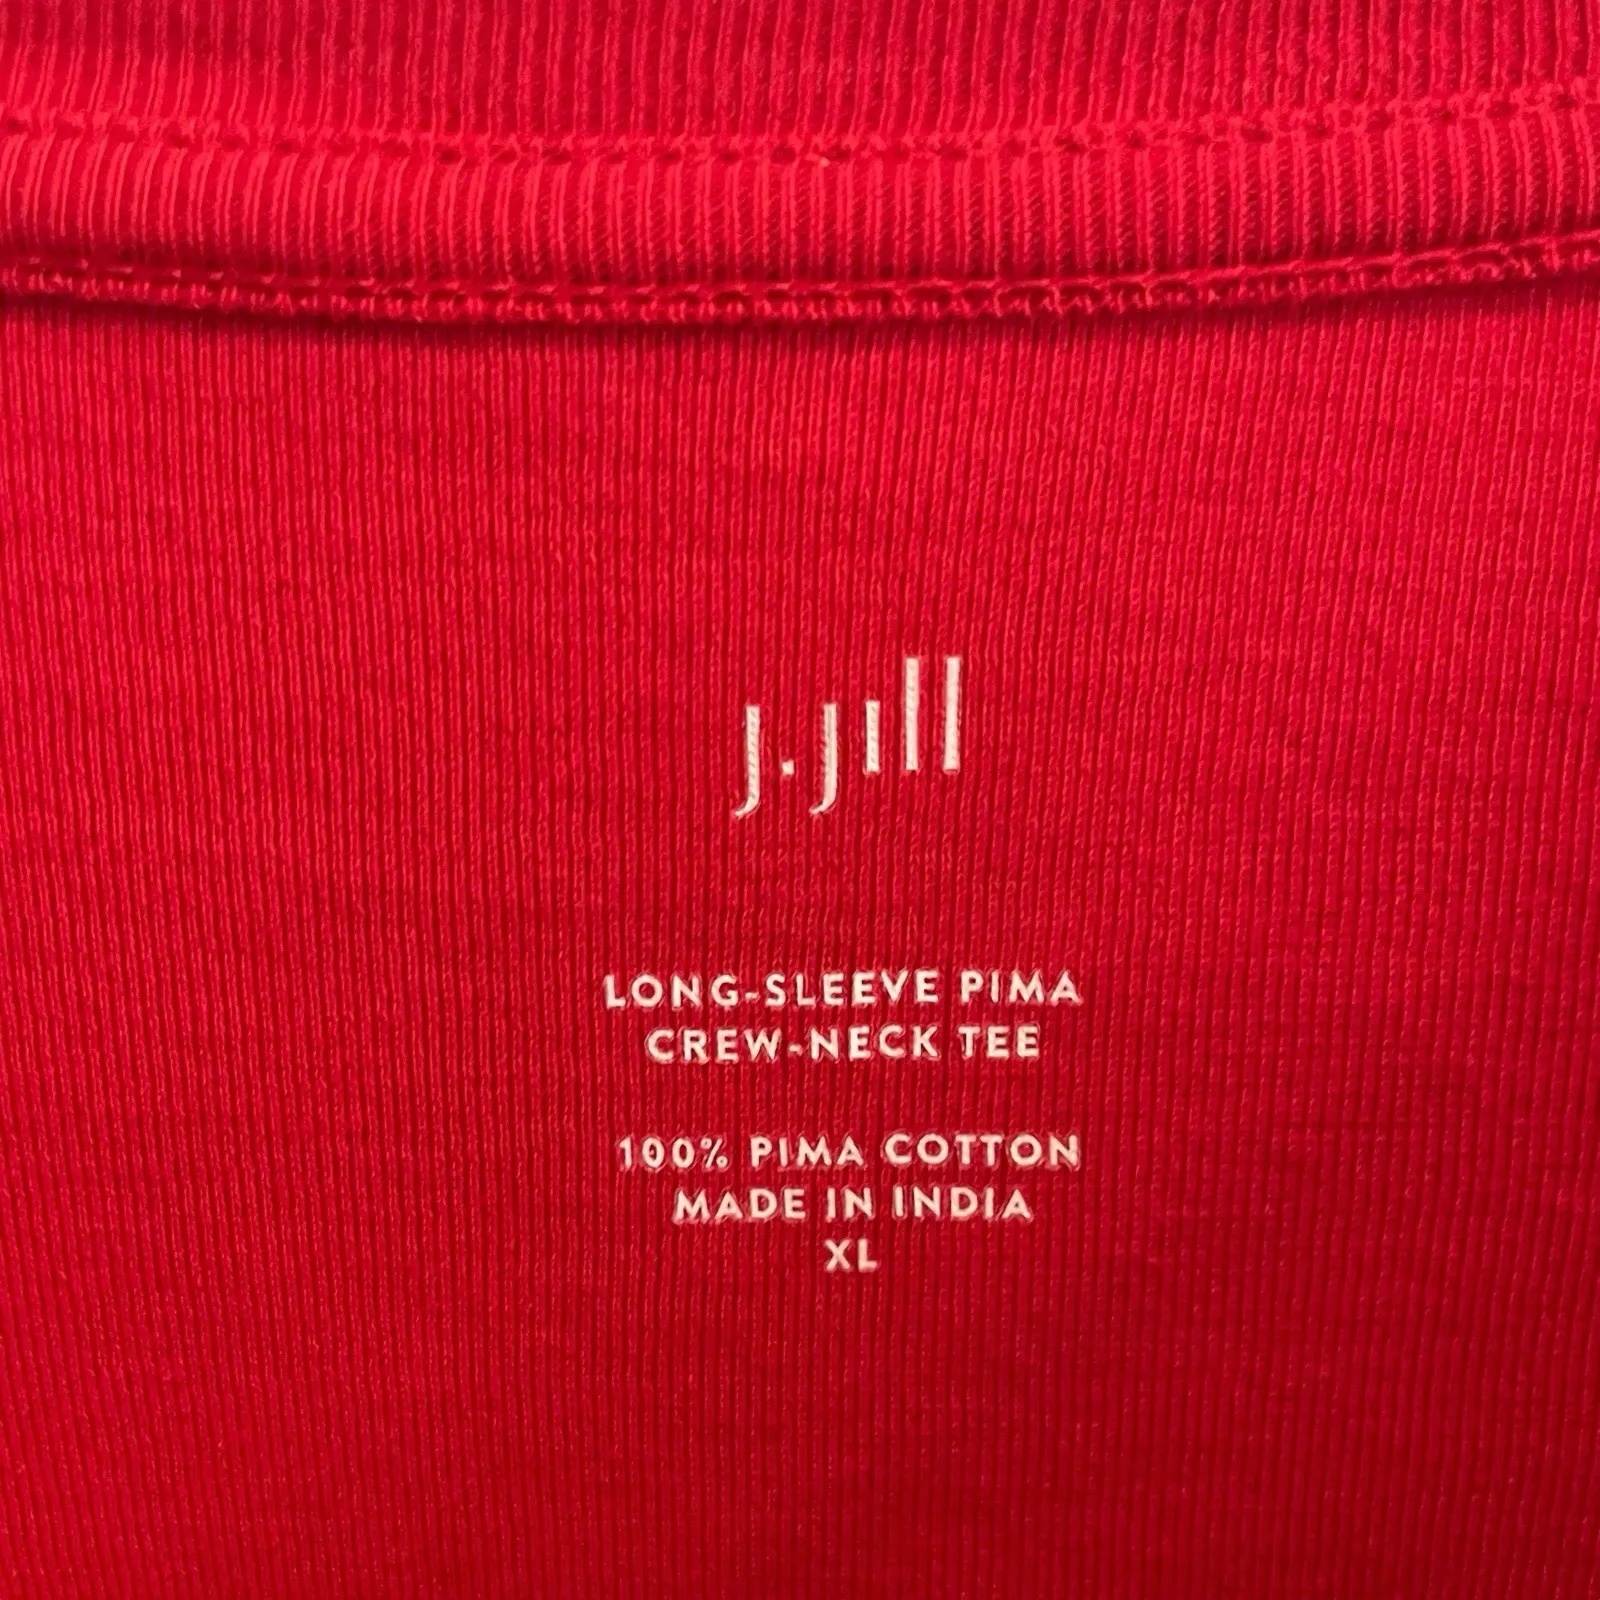 J.Jill
LONG-SLEEVE PIMA
CREW-NECK TEE
100% PIMA COTTON
MADE IN INDIA
XL